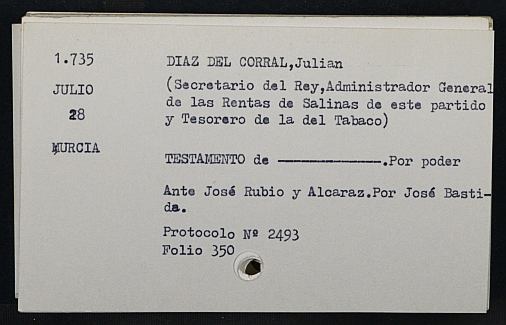 1.735
JULIO
28
MURCIA
DIAZ DEL CORRAL,Julian
(Secretario del Rey,Administrador General
de las Rentas de Salinas de este partido
y Tesorero de la del Tabaco)
TESTAMENTO de —————————.Por poder
Ante José Rubio y Alcaraz.Por José Basti-
da.
Protocolo Nº 2493
Folio 350